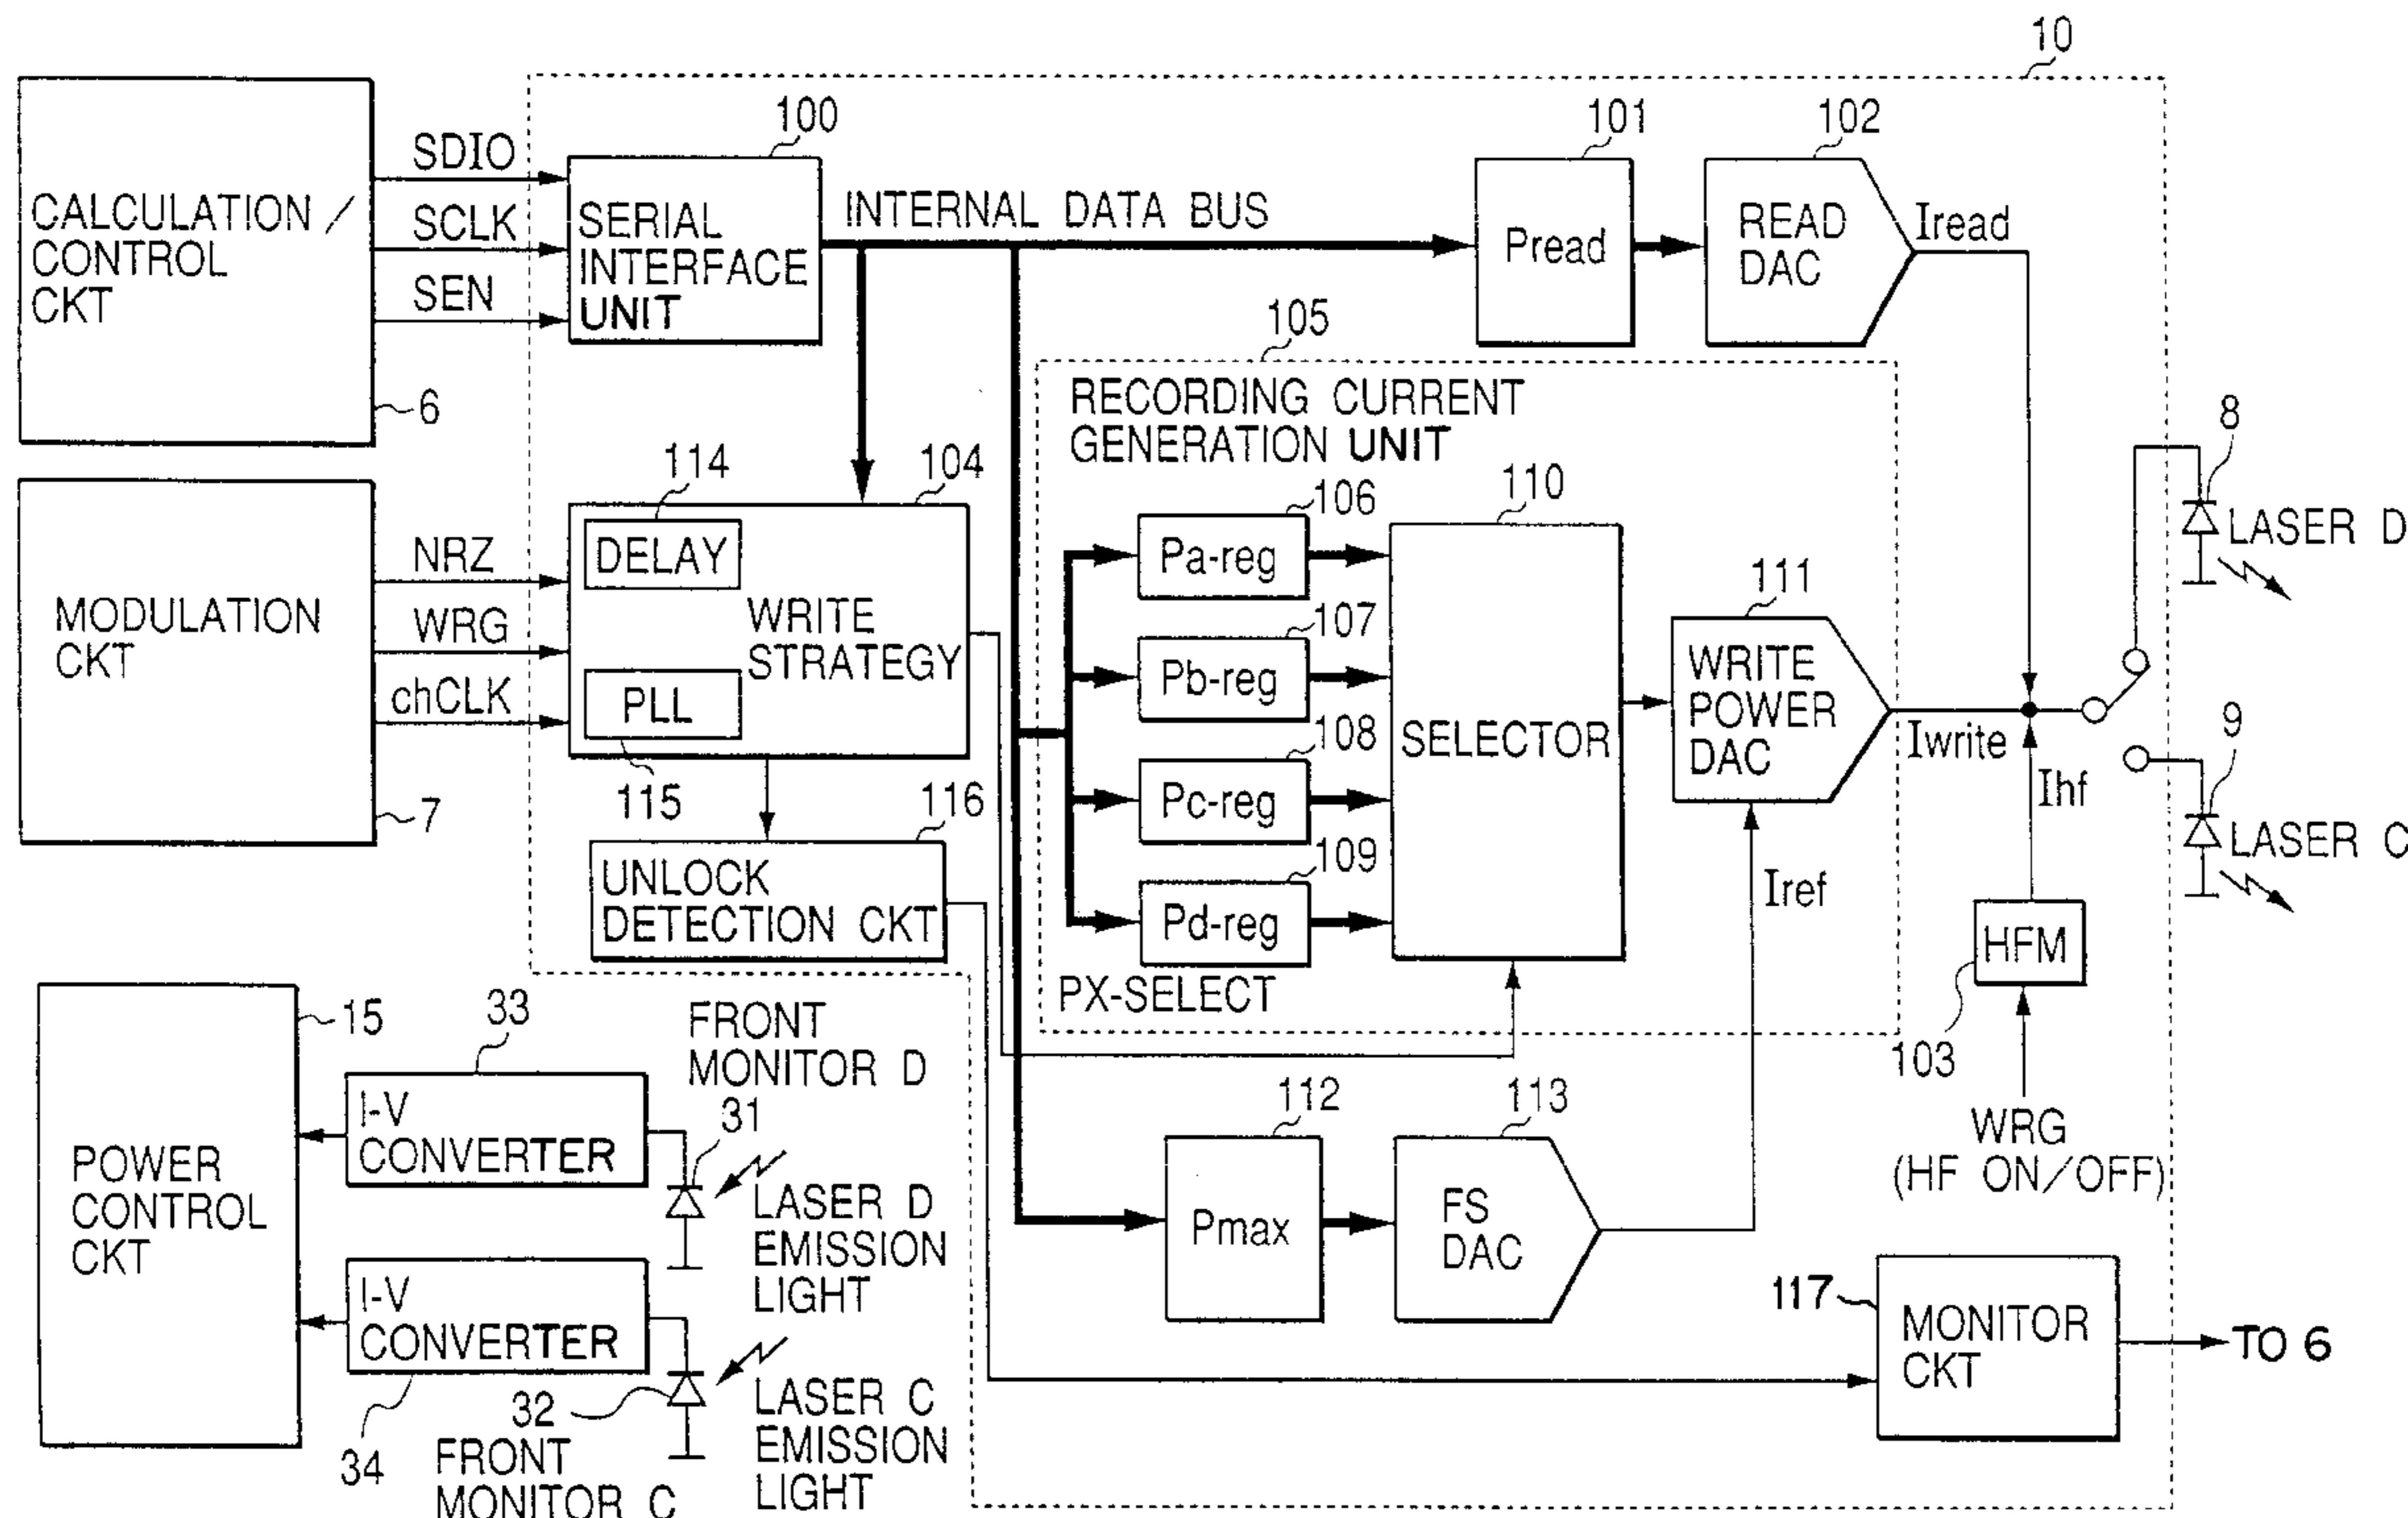 10
CALCULATION /
CONTROL
CKT
6
SDIO
SCLK
SEN
100
SERIAL
INTERFACE
UNIT
INTERNAL DATA BUS
101
Pread
102
READ
DAC
Iread
105
RECORDING CURRENT
GENERATION UNIT
MODULATION
CKT
7
NRZ
WRG
chCLK
114
104
DELAY
WRITE
STRATEGY
PLL
115
116
UNLOCK
DETECTION CKT
106
Pa-reg
107
Pb-reg
108
Pc-reg
109
Pd-reg
PX-SELECT
110
SELECTOR
111
WRITE
POWER
DAC
Iwrite
Iref
Ihf
8
LASER D
9
LASER C
HFM
103
WRG
(HF ON/OFF)
15
POWER
CONTROL
CKT
33
I-V
CONVERTER
FRONT
MONITOR D
31
LASER D
EMISSION
LIGHT
I-V
CONVERTER
34
32
FRONT
MONITOR C
LASER C
EMISSION
LIGHT
112
Pmax
113
FS
DAC
117
MONITOR
CKT
TO 6